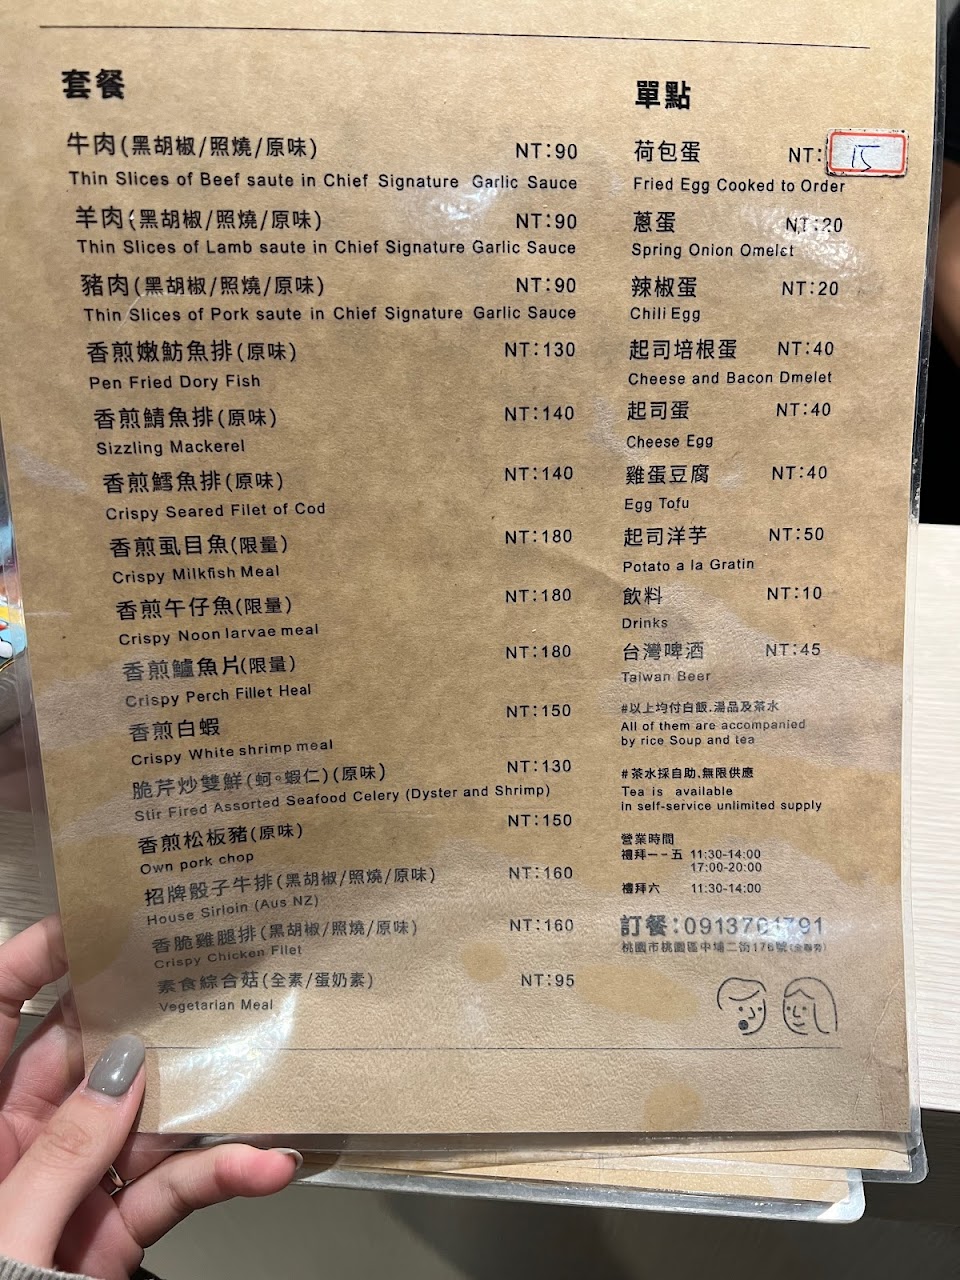 套餐
牛肉(黑胡椒/照燒/原味) NT:90
Thin Slices of Beef saute in Chief Signature Garlic Sauce
羊肉(黑胡椒/照燒/原味) NT:90
Thin Slices of Lamb saute in Chief Signature Garlic Sauce
豬肉(黑胡椒/照燒/原味) NT:90
Thin Slices of Pork saute in Chief Signature Garlic Sauce
香煎嫩魴魚排(原味) NT:130
Pen Fried Dory Fish
香煎鯖魚排(原味) NT:140
Sizzling Mackerel
香煎鱈魚排(原味) NT:140
Crispy Seared Filet of Cod
香煎虱目魚(限量) NT:180
Crispy Milkfish Meal
香煎午仔魚(限量) NT:180
Crispy Noon larvae meal
香煎鱸魚片(限量) NT:180
Crispy Perch Fillet Heal
香煎白蝦 NT:150
Crispy White shrimp meal
脆芹炒雙鮮(蚵。蝦仁)(原味) NT:130
Stir Fired Assorted Seafood Celery (Dyster and Shrimp)
香煎松板豬(原味) NT:150
Own pork chop
招牌骰子牛排(黑胡椒/照燒/原味) NT:160
House Sirloin (Aus NZ)
香脆雞腿排(黑胡椒/照燒/原味) NT:160
Crispy Chicken Filet
素食綜合菇(全素/蛋奶素) NT:95
Vegetarian Meal
單點
荷包蛋 NT: 15
Fried Egg Cooked to Order
蔥蛋 NT:20
Spring Onion Omelet
辣椒蛋 NT:20
Chili Egg
起司培根蛋 NT:40
Cheese and Bacon Dmelet
起司蛋 NT:40
Cheese Egg
雞蛋豆腐 NT:40
Egg Tofu
起司洋芋 NT:50
Potato a la Gratin
飲料 NT:10
Drinks
台灣啤酒 NT:45
Taiwan Beer
#以上均付白飯.湯品及茶水
All of them are accompanied
by rice Soup and tea
#茶水採自助.無限供應
Tea is available
in self-service unlimited supply
營業時間
禮拜一--五 11:30-14:00
17:00-20:00
禮拜六 11:30-14:00
訂餐:0913701791
桃園市桃園區中埔二街176號(全聯旁)